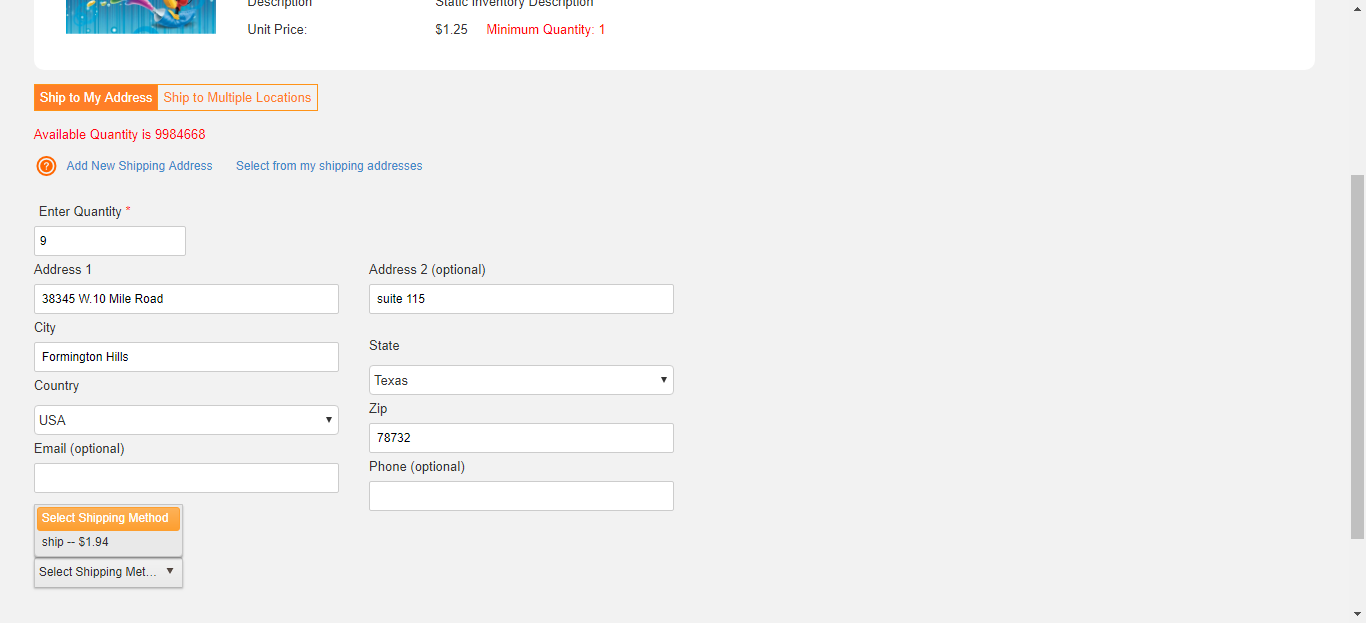 Description Static Inventory Description
Unit Price: $1.25 Minimum Quantity: 1
Ship to My Address Ship to Multiple Locations
Available Quantity is 9984668
? Add New Shipping Address Select from my shipping addresses
Enter Quantity *
9
Address 1 Address 2 (optional)
38345 W.10 Mile Road suite 115
City
State
Formington Hills
Texas
Country
Zip
USA
78732
Email (optional)
Phone (optional)
Select Shipping Method
ship -- $1.94
Select Shipping Met...